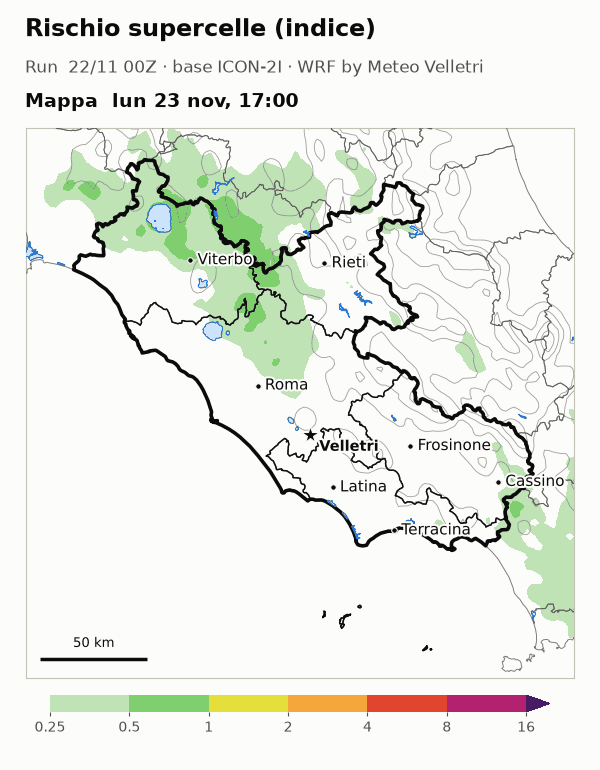 Rischio supercelle (indice)
Run  22/11 00Z · base ICON-2I · WRF by Meteo Velletri
Mappa  lun 23 nov, 17:00
Viterbo
Rieti
Roma
Velletri
Frosinone
Latina
Cassino
Terracina
50 km
0.25 0.5 1 2 4 8 16